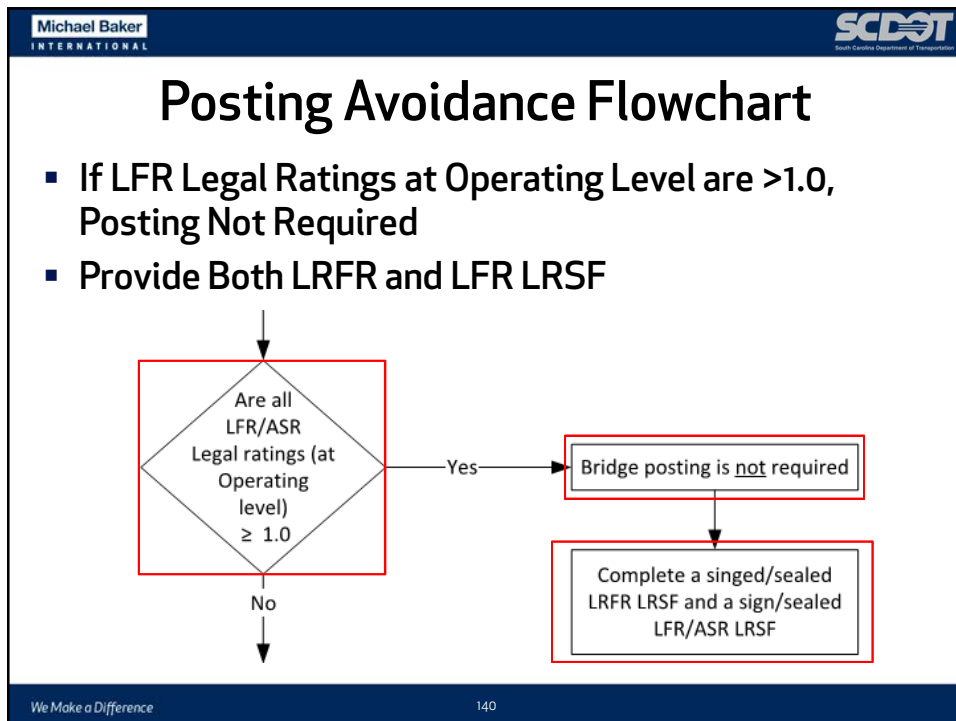 Michael Baker
INTERNATIONAL
SCDOT
South Carolina Department of Transportation
Posting Avoidance Flowchart
▪ If LFR Legal Ratings at Operating Level are >1.0,
Posting Not Required
▪ Provide Both LRFR and LFR LRSF
Are all
LFR/ASR
Legal ratings (at
Operating
level)
≥ 1.0
Yes
Bridge posting is not required
Complete a singed/sealed
LRFR LRSF and a sign/sealed
LFR/ASR LRSF
No
We Make a Difference
140